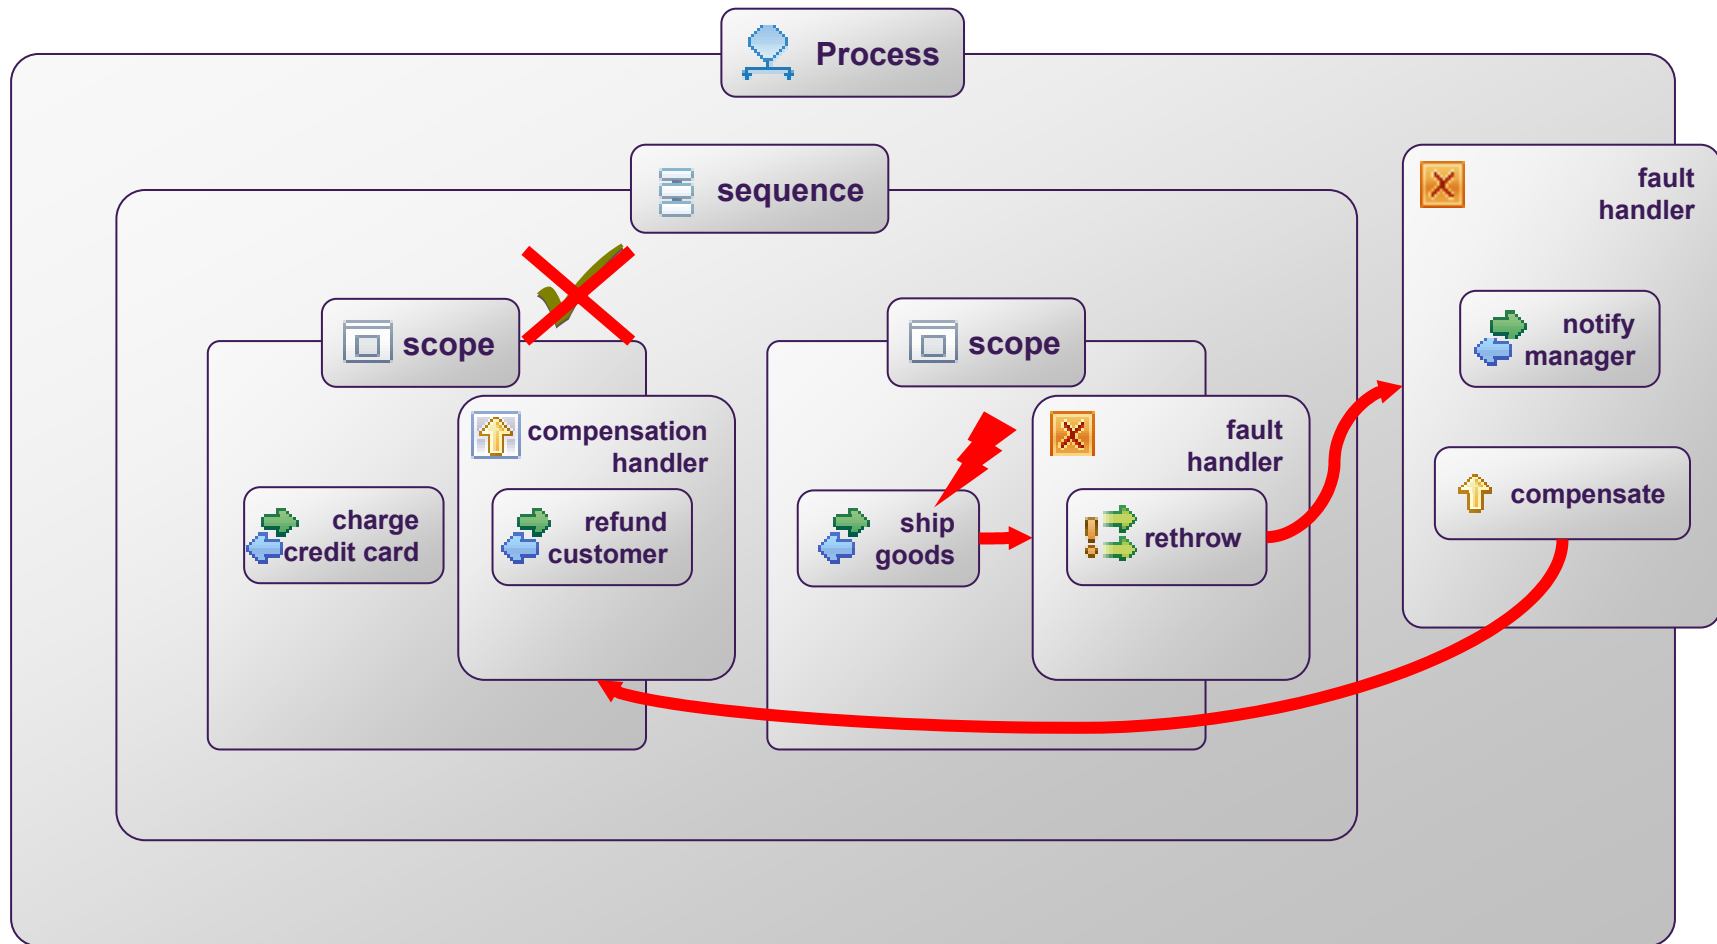 Process
sequence
fault
handler
notify
manager
compensate
scope
compensation
handler
charge
credit card
refund
customer
scope
fault
handler
ship
goods
rethrow